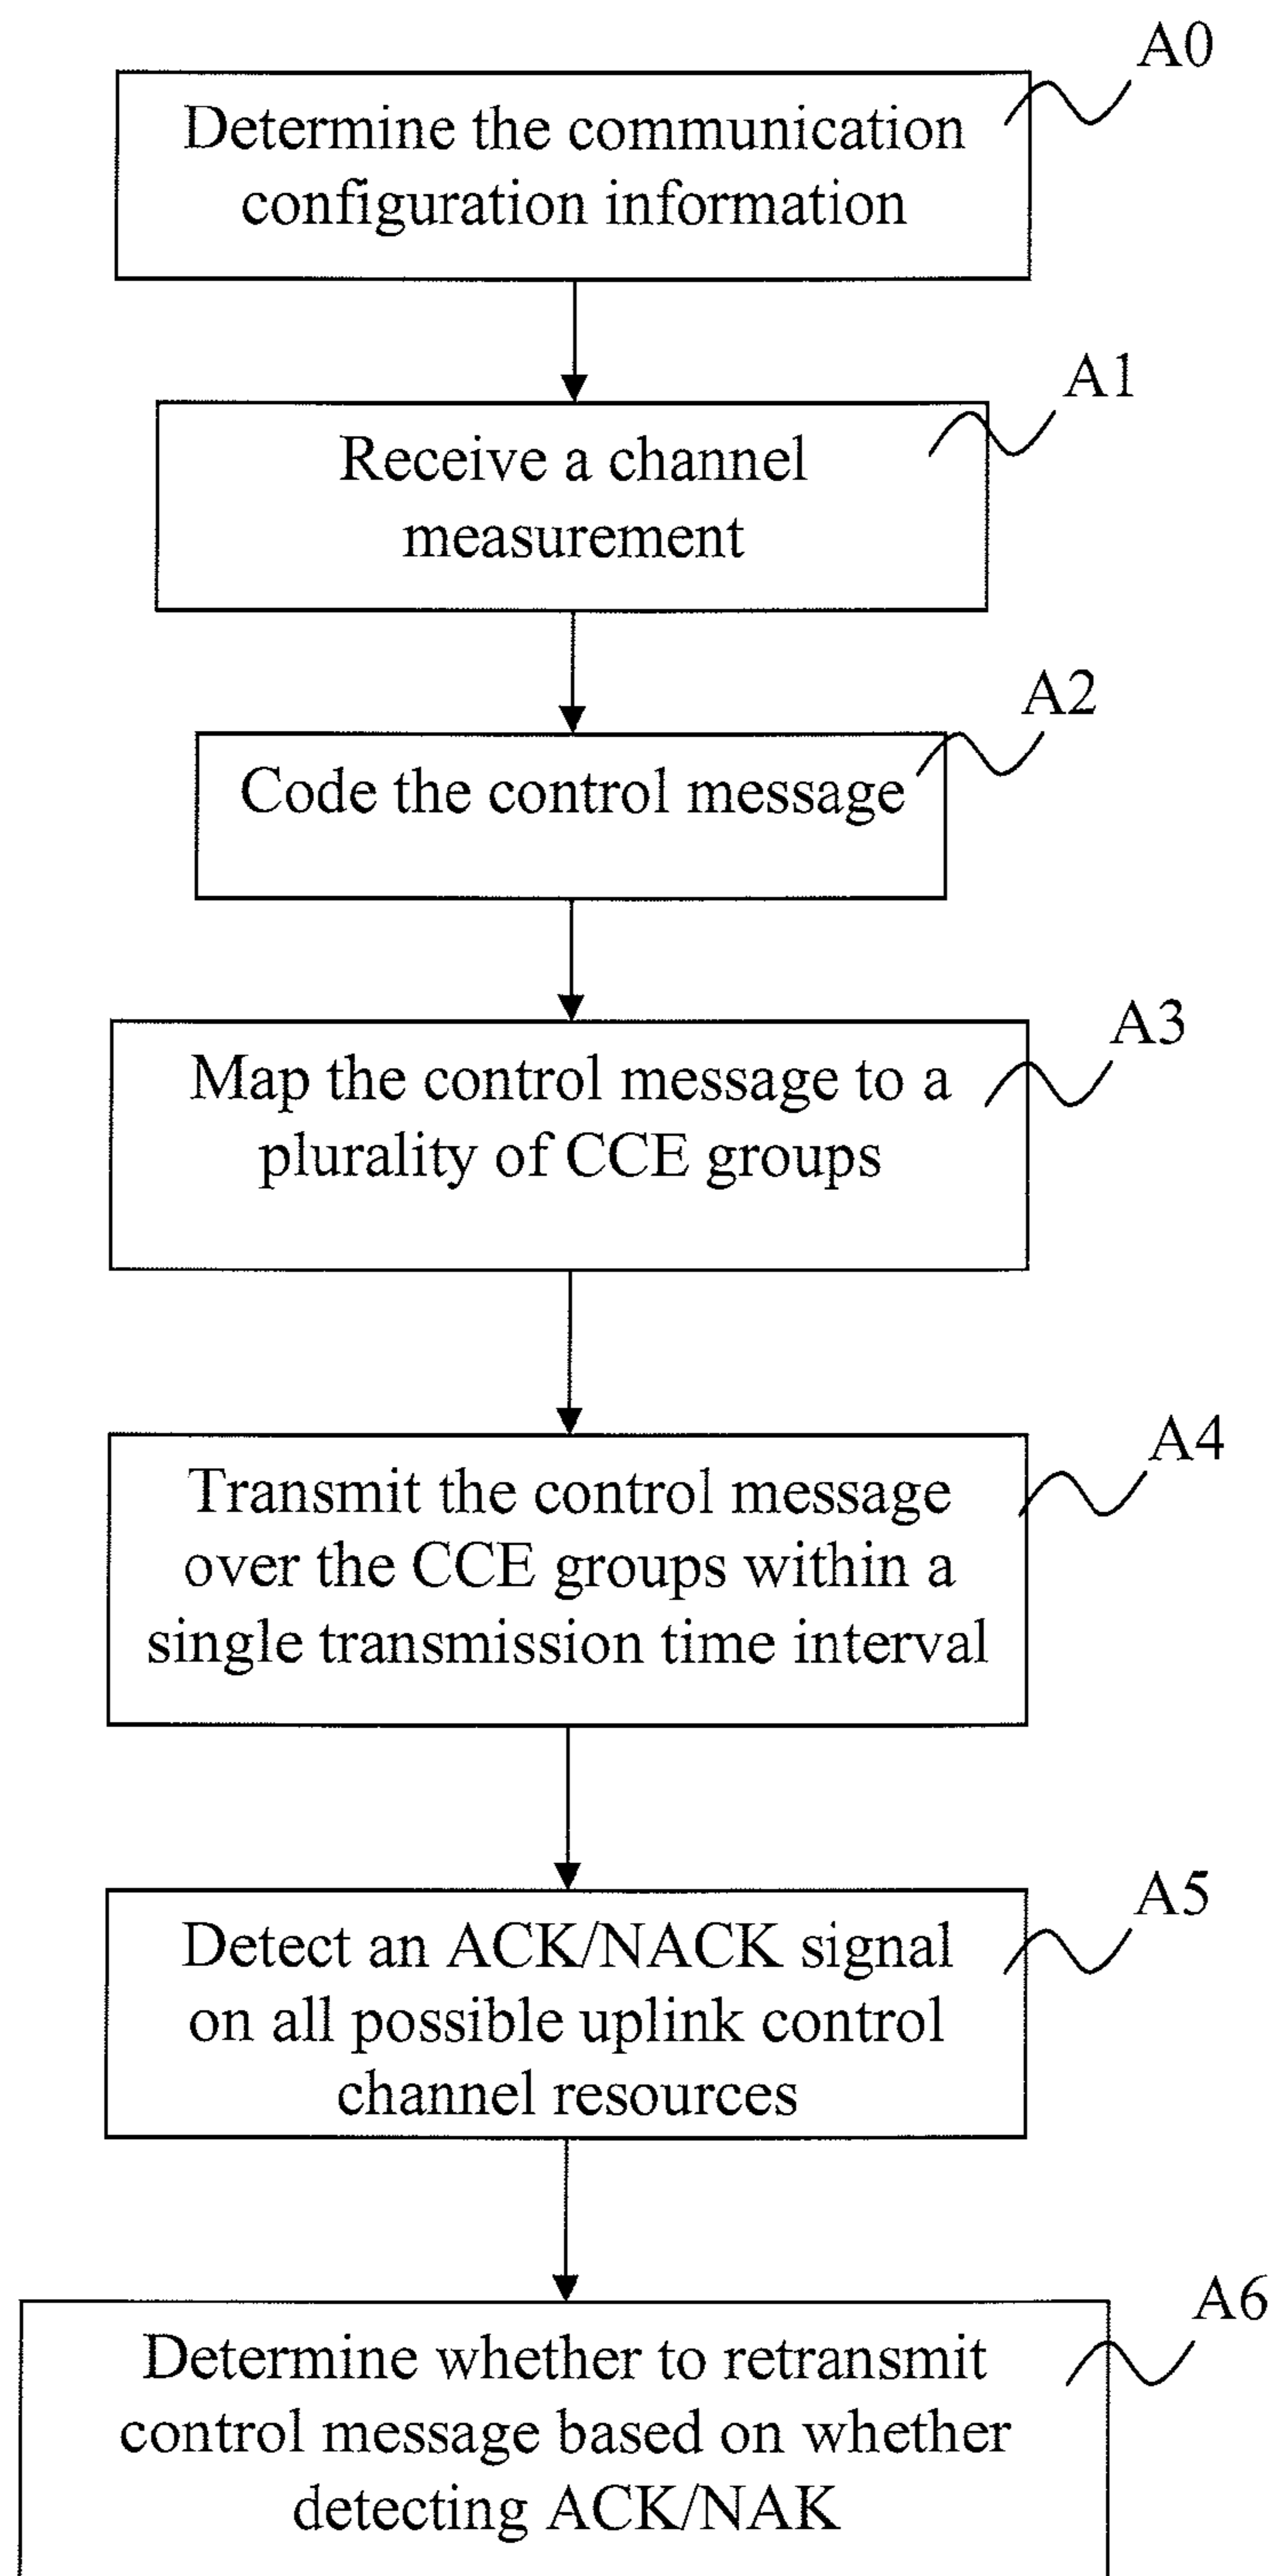 A0
Determine the communication
configuration information
A1
Receive a channel
measurement
A2
Code the control message
A3
Map the control message to a
plurality of CCE groups
A4
Transmit the control message
over the CCE groups within a
single transmission time interval
A5
Detect an ACK/NACK signal
on all possible uplink control
channel resources
A6
Determine whether to retransmit
control message based on whether
detecting ACK/NAK